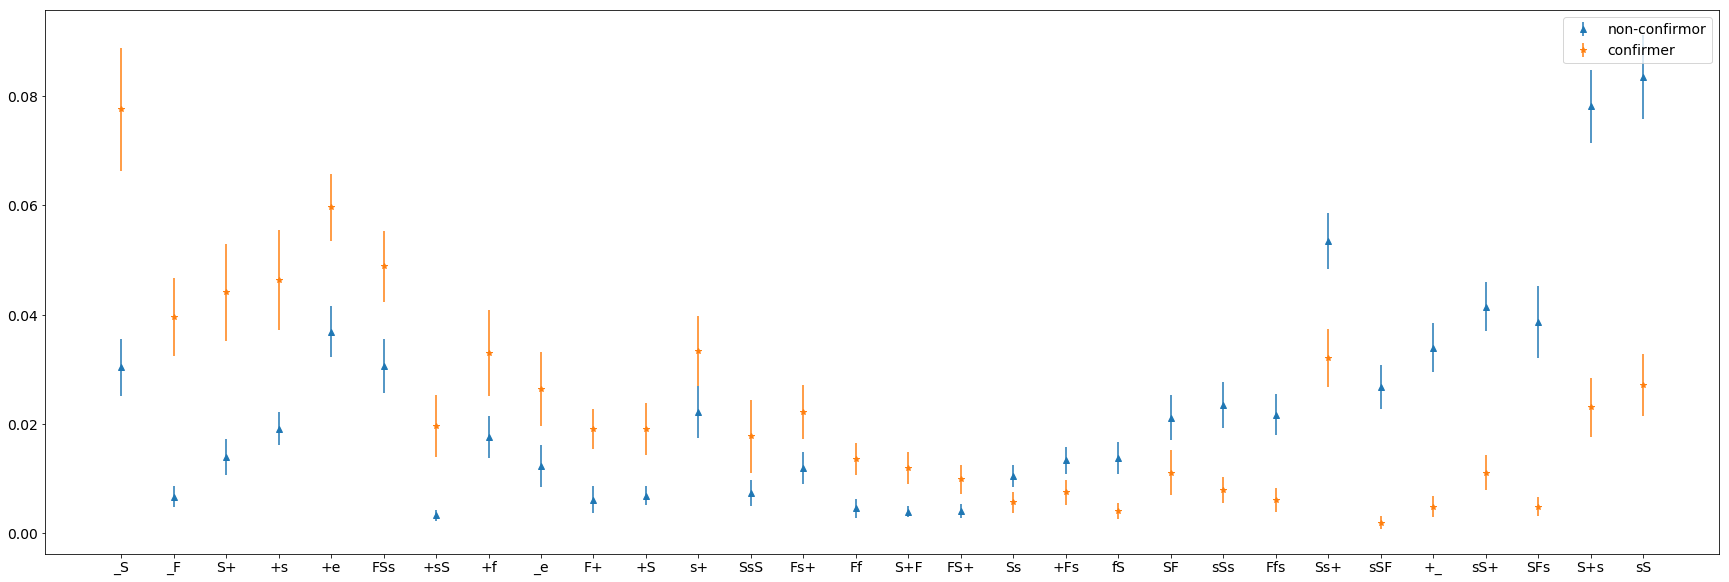 non-confirmor
confirmer
0.08
0.06
0.04
0.02
0.00
_S _F S+ +s +e FSs +sS +f _e F+ +S s+ SsS Fs+ Ff S+F FS+ Ss +Fs fS SF sSs Ffs Ss+ sSF +_ sS+ SFs S+s sS